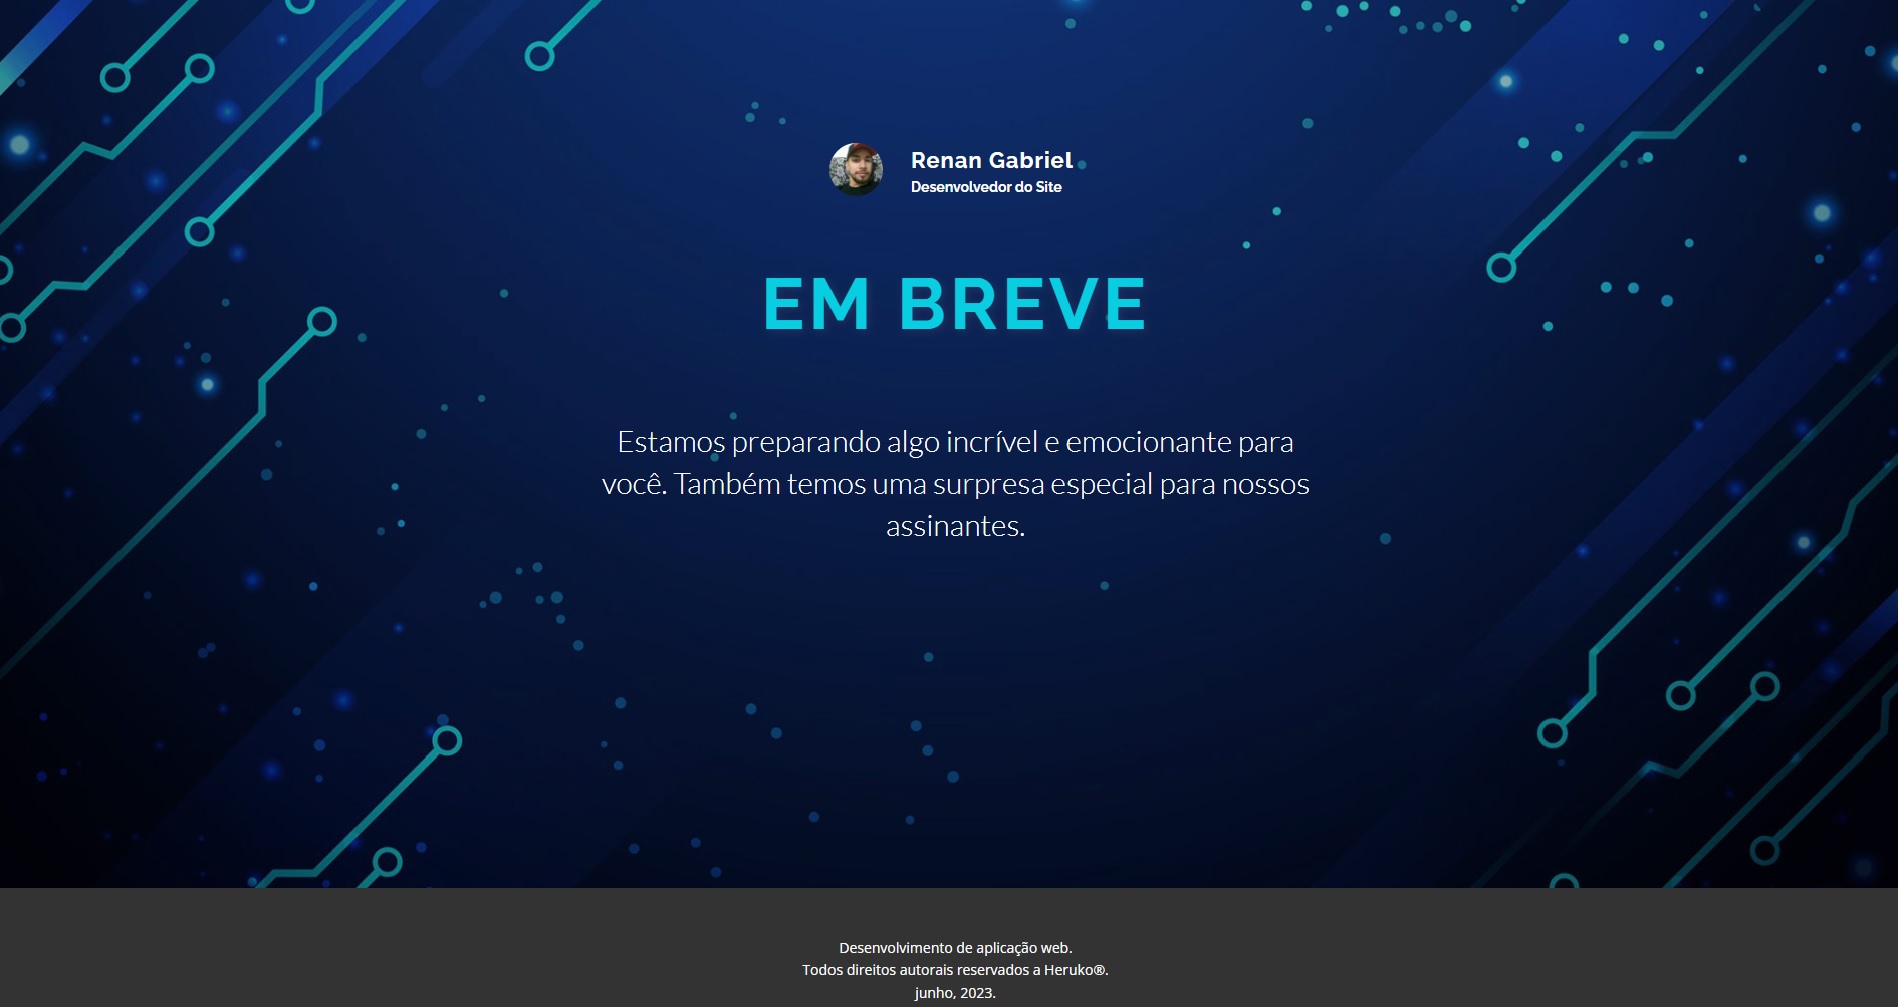 Renan Gabriel
Desenvolvedor do Site
EM BREVE
Estamos preparando algo incrível e emocionante para
você. Também temos uma surpresa especial para nossos
assinantes.
Desenvolvimento de aplicação web.
Todos direitos autorais reservados a Heruko®.
junho, 2023.